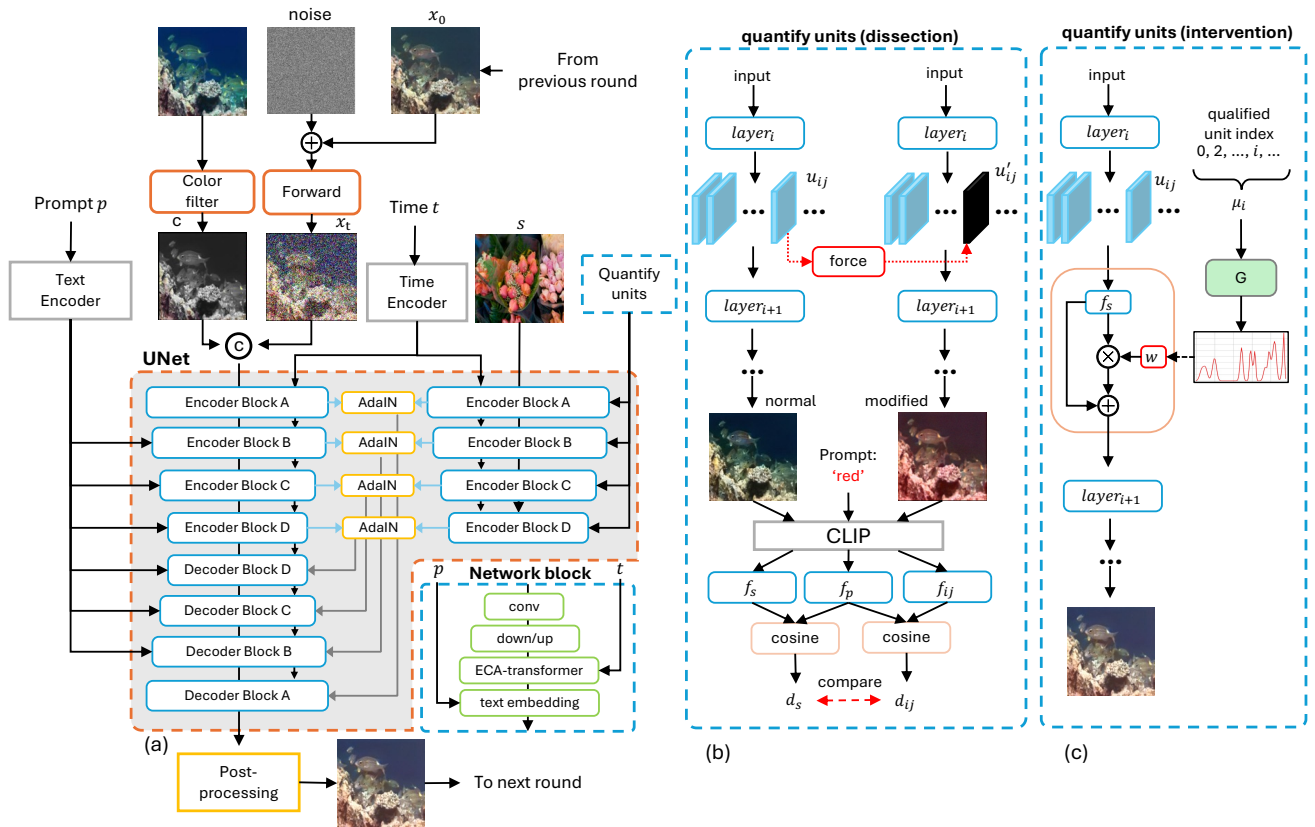 noise
x₀
From
previous round
Color
filter
Forward
Prompt p
c
xₜ
Time t
s
Text
Encoder
Time
Encoder
Quantify
units
C
UNet
Encoder Block A
AdaIN
Encoder Block A
Encoder Block B
AdaIN
Encoder Block B
Encoder Block C
AdaIN
Encoder Block C
Encoder Block D
AdaIN
Encoder Block D
Decoder Block D
Decoder Block C
Decoder Block B
Decoder Block A
p
Network block
t
conv
down/up
ECA-transformer
text embedding
(a)
Post-
processing
To next round
quantify units (dissection)
input
input
layerᵢ
layerᵢ
uᵢⱼ
u′ᵢⱼ
force
layerᵢ₊₁
layerᵢ₊₁
normal
modified
Prompt:
‘red’
CLIP
fₛ
fₚ
fᵢⱼ
cosine
cosine
dₛ
compare
dᵢⱼ
(b)
quantify units (intervention)
input
layerᵢ
qualified
unit index
0, 2, ..., i, ...
uᵢⱼ
μᵢ
G
fₛ
w
layerᵢ₊₁
(c)